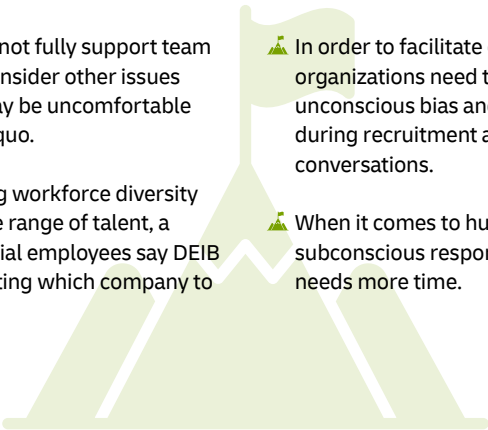 not fully support team
nsider other issues
ay be uncomfortable
quo.
g workforce diversity
e range of talent, a
ial employees say DEIB
ting which company to
In order to facilitate
organizations need t
unconscious bias and
during recruitment a
conversations.
When it comes to hu
subconscious respon
needs more time.